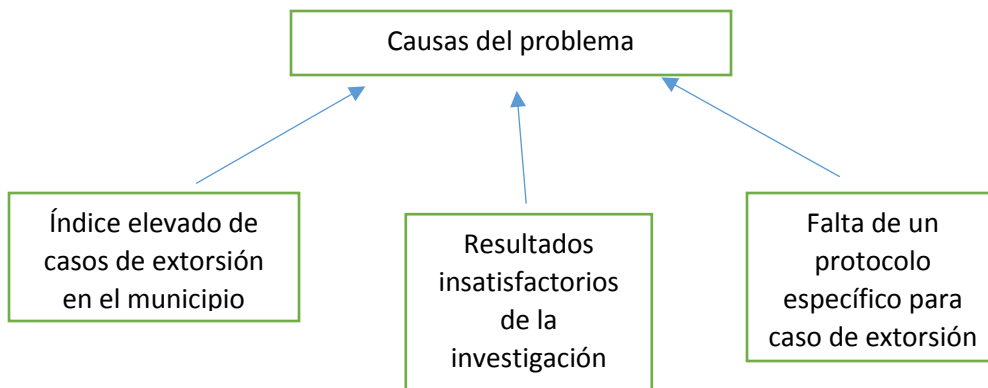 Causas del problema
Índice elevado de
casos de extorsión
en el municipio
Resultados
insatisfactorios
de la
investigación
Falta de un
protocolo
específico para
caso de extorsión